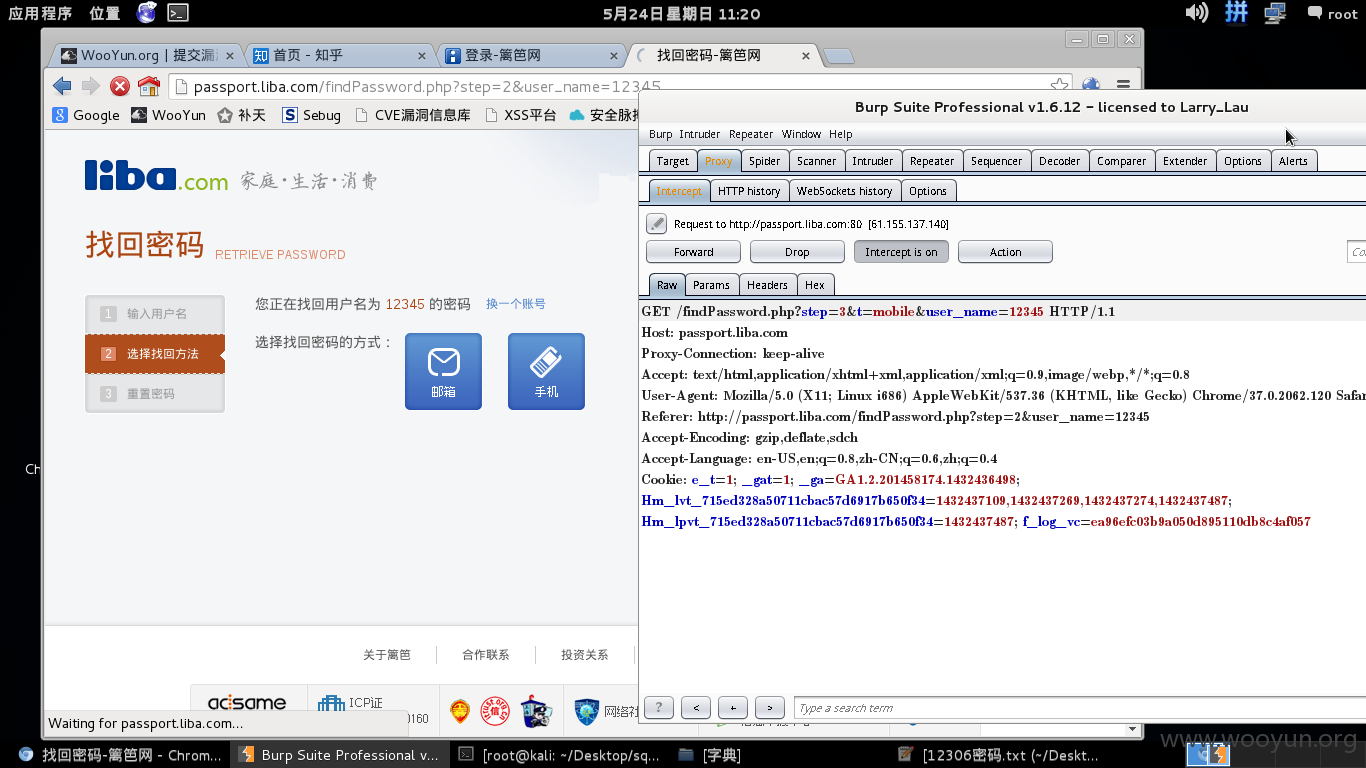 应用程序 位置 5月24日星期日 11:20 拼 root
WooYun.org | 提交漏 首页 - 知乎 登录-篱笆网 找回密码-篱笆网
passport.liba.com/findPassword.php?step=2&user_name=12345
Google WooYun 补天 Sebug CVE漏洞信息库 XSS平台 安全脉
liba.com 家庭·生活·消费
找回密码 RETRIEVE PASSWORD
1 输入用户名
2 选择找回方法
3 重置密码
您正在找回用户名为 12345 的密码 换一个账号
选择找回密码的方式：
邮箱 手机
关于篱笆 合作联系 投资关系
acisame ICP证
0160
网络社
Waiting for passport.liba.com...
Burp Suite Professional v1.6.12 - licensed to Larry_Lau
Burp Intruder Repeater Window Help
Target Proxy Spider Scanner Intruder Repeater Sequencer Decoder Comparer Extender Options Alerts
Intercept HTTP history WebSockets history Options
Request to http://passport.liba.com:80 [61.155.137.140]
Forward Drop Intercept is on Action Co
Raw Params Headers Hex
GET /findPassword.php?step=3&t=mobile&user_name=12345 HTTP/1.1
Host: passport.liba.com
Proxy-Connection: keep-alive
Accept: text/html,application/xhtml+xml,application/xml;q=0.9,image/webp,*/*;q=0.8
User-Agent: Mozilla/5.0 (X11; Linux i686) AppleWebKit/537.36 (KHTML, like Gecko) Chrome/37.0.2062.120 Safar
Referer: http://passport.liba.com/findPassword.php?step=2&user_name=12345
Accept-Encoding: gzip,deflate,sdch
Accept-Language: en-US,en;q=0.8,zh-CN;q=0.6,zh;q=0.4
Cookie: e_t=1; _gat=1; _ga=GA1.2.201458174.1432436498;
Hm_lvt_715ed328a50711cbac57d6917b650f34=1432437109,1432437269,1432437274,1432437487;
Hm_lpvt_715ed328a50711cbac57d6917b650f34=1432437487; f_log_vc=ea96efc03b9a050d895110db8c4af057
? < + > Type a search term
Ch
www.wooyun.org
找回密码-篱笆网 - Chrom... Burp Suite Professional v... [root@kali: ~/Desktop/sq... [字典] [12306密码.txt (~/Deskt...